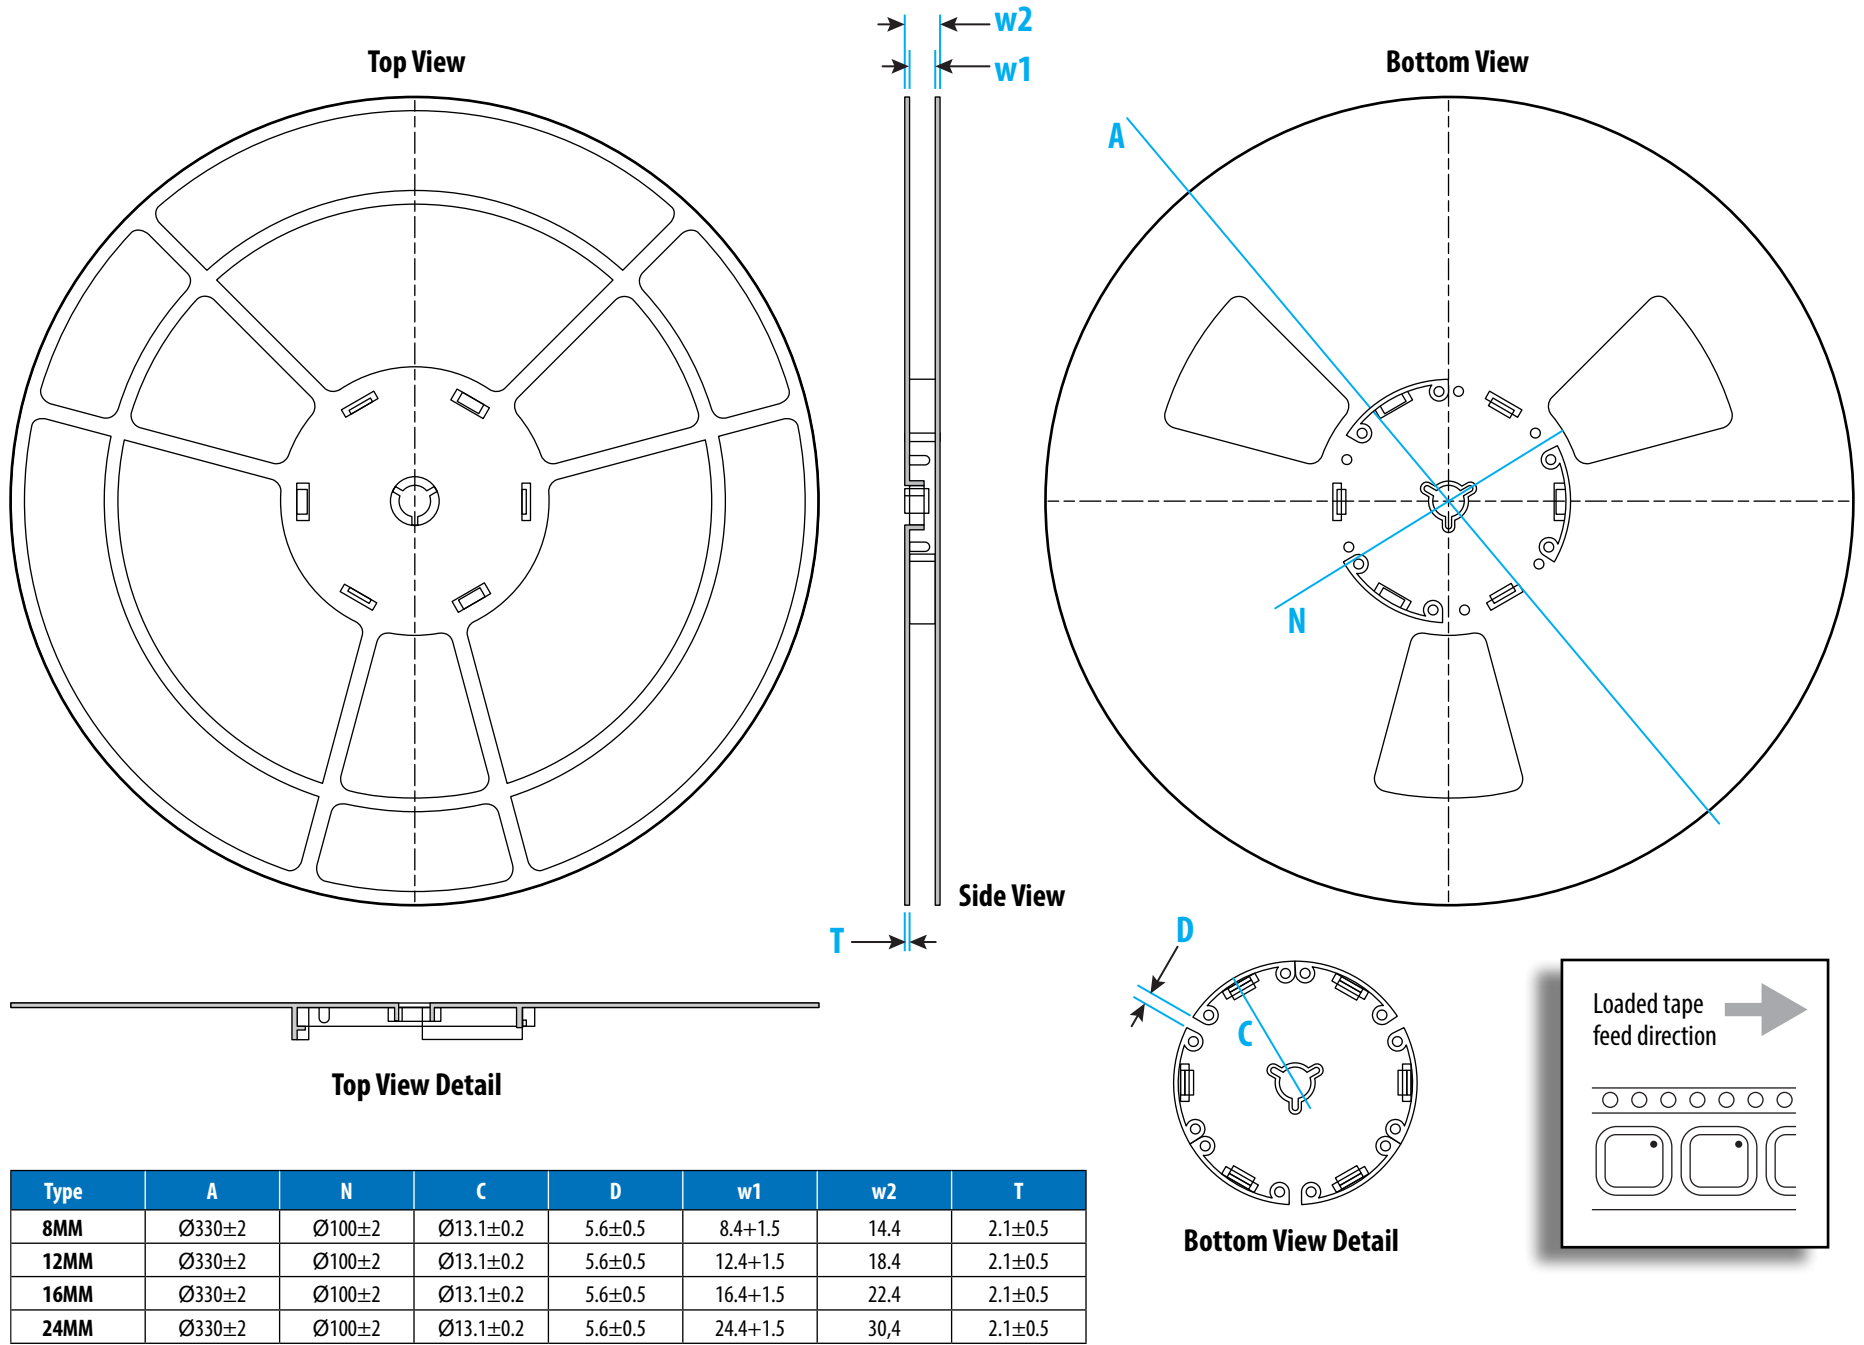 w2
Top View
w1
Bottom View
A
N
Side View
T
D
C
Loaded tape
feed direction
Top View Detail
Bottom View Detail
Type A N C D w1 w2 T
8MM Ø330±2 Ø100±2 Ø13.1±0.2 5.6±0.5 8.4+1.5 14.4 2.1±0.5
12MM Ø330±2 Ø100±2 Ø13.1±0.2 5.6±0.5 12.4+1.5 18.4 2.1±0.5
16MM Ø330±2 Ø100±2 Ø13.1±0.2 5.6±0.5 16.4+1.5 22.4 2.1±0.5
24MM Ø330±2 Ø100±2 Ø13.1±0.2 5.6±0.5 24.4+1.5 30,4 2.1±0.5